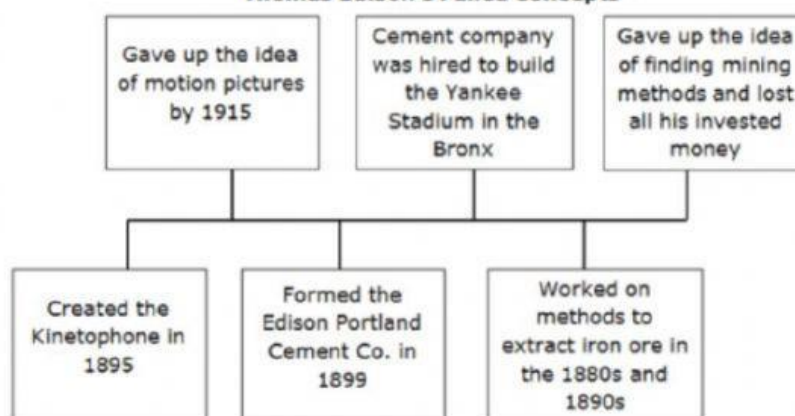 Gave up the idea
of motion pictures
by 1915
Cement company
was hired to build
the Yankee
Stadium in the
Bronx
Gave up the idea
of finding mining
methods and lost
all his invested
money
Created the
Kinetophone in
1895
Formed the
Edison Portland
Cement Co. in
1899
Worked on
methods to
extract iron ore in
the 1880s and
1890s